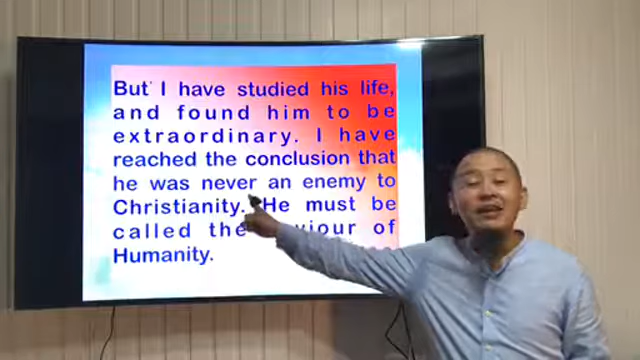 But I have studied his life,
and found him to be
extraordinary. I have
reached the conclusion that
he was never an enemy to
Christianity. He must be
called the of
Humanity.